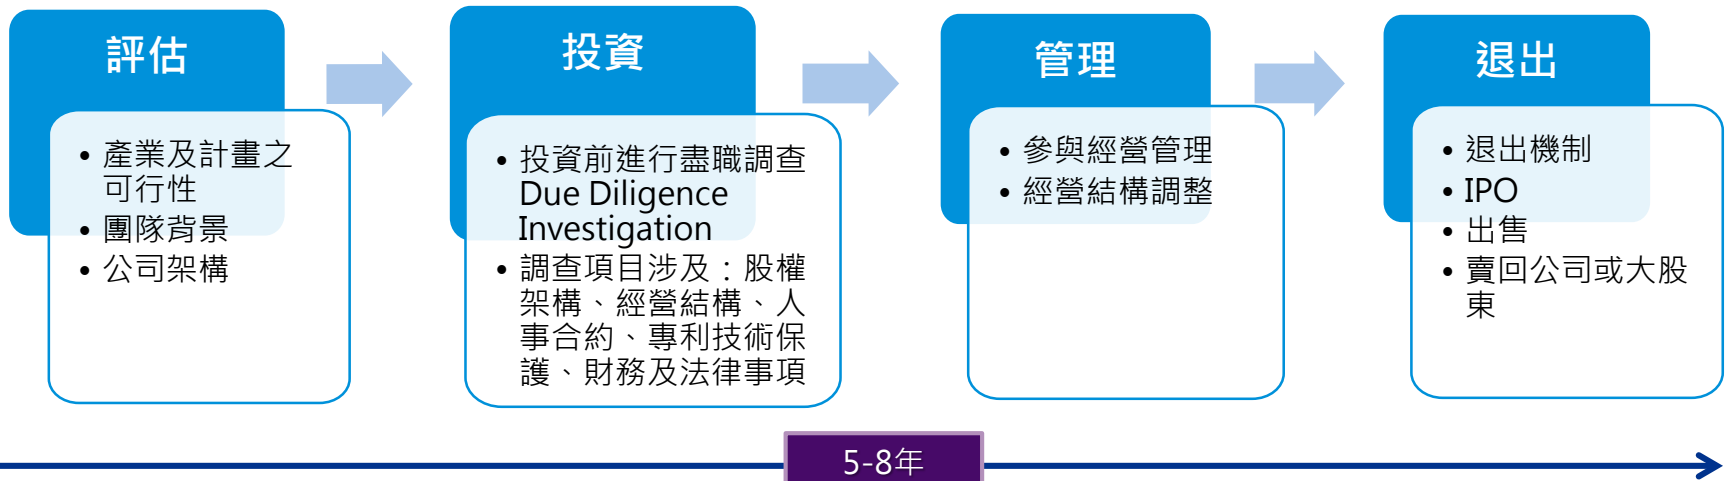 評估
• 產業及計畫之
可行性
• 團隊背景
• 公司架構
投資
• 投資前進行盡職調查
Due Diligence
Investigation
• 調查項目涉及：股權
架構、經營結構、人
事合約、專利技術保
護、財務及法律事項
管理
• 參與經營管理
• 經營結構調整
退出
• 退出機制
• IPO
• 出售
• 賣回公司或大股
東
5-8年